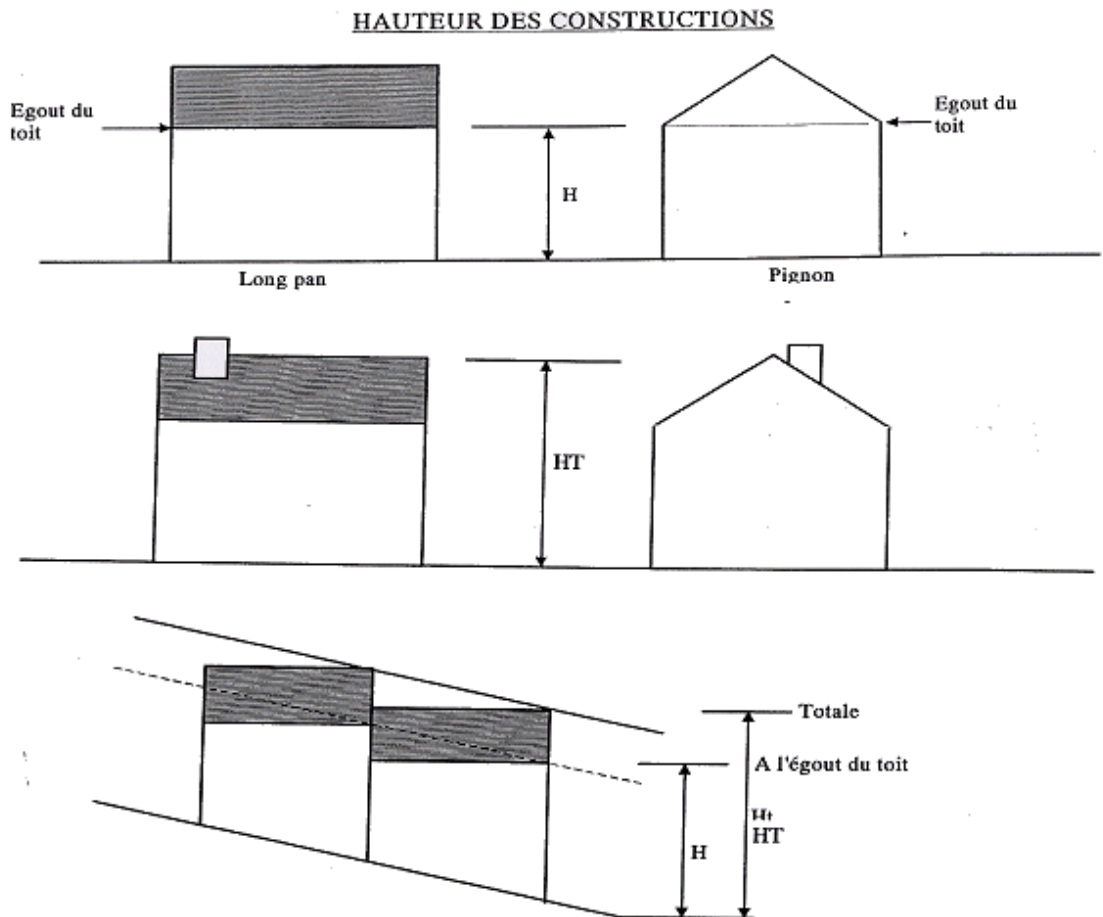 HAUTEUR DES CONSTRUCTIONS
Egout du
toit
H
Egout du
toit
Long pan
Pignon
HT
Totale
A l'égout du toit
Ht
HT
H